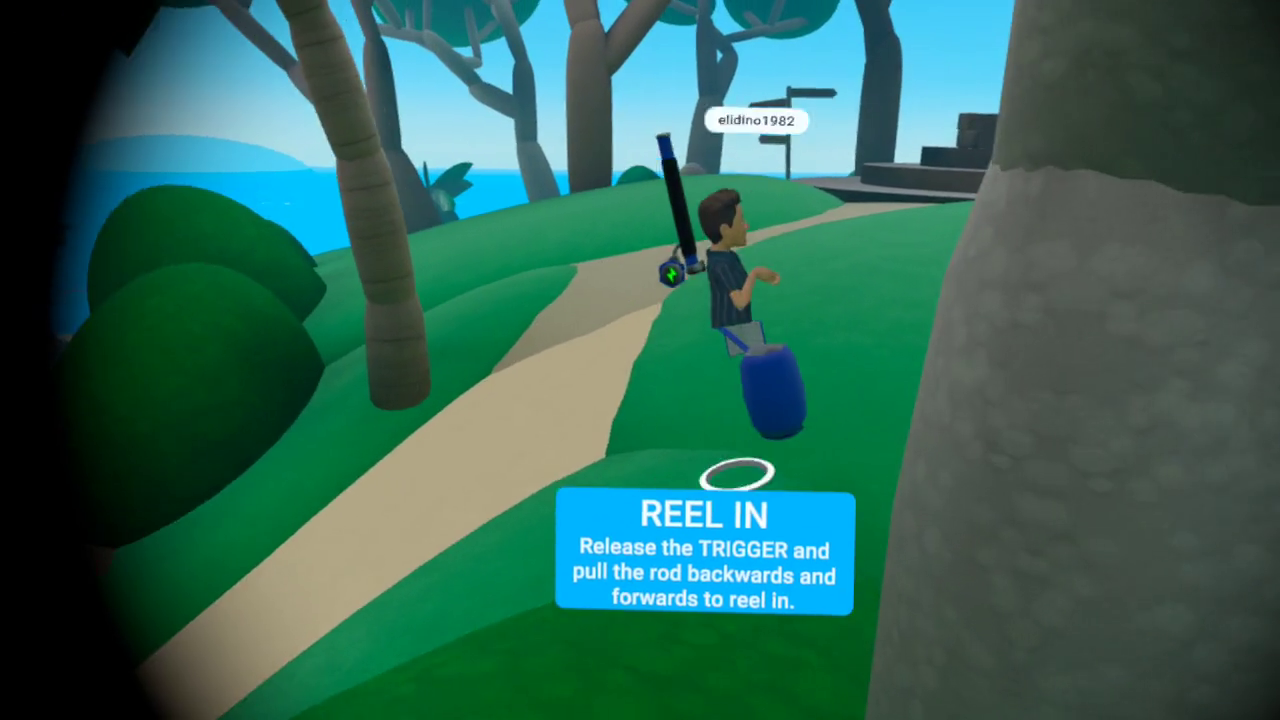 elidino1982
REEL IN
Release the TRIGGER and
pull the rod backwards and
forwards to reel in.